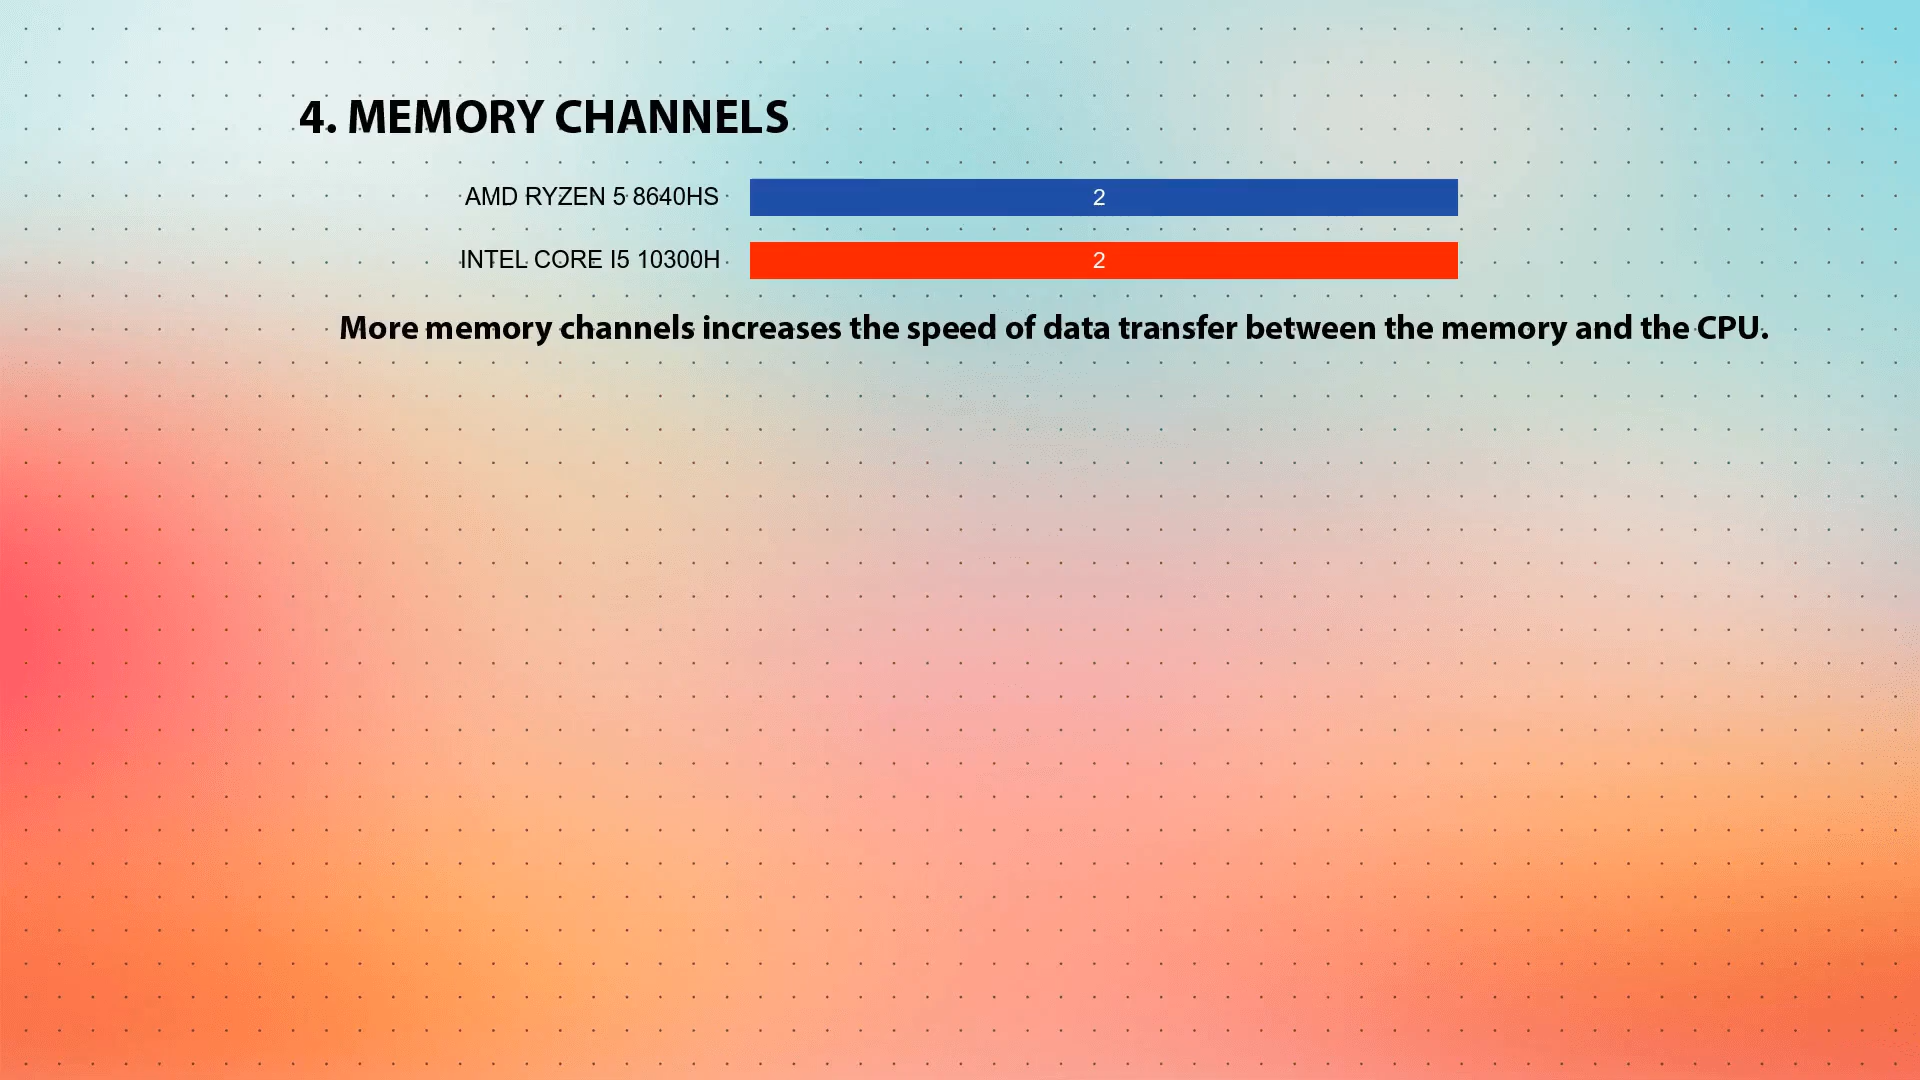 4. MEMORY CHANNELS
AMD RYZEN 5 8640HS 2
INTEL CORE I5 10300H 2
More memory channels increases the speed of data transfer between the memory and the CPU.